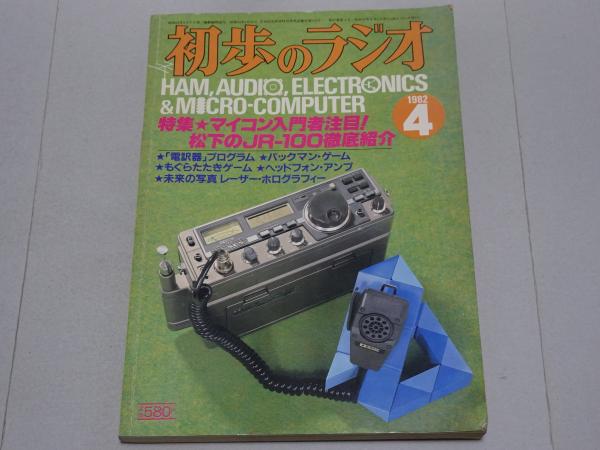 初歩のラジオ
HAM, AUDIO, ELECTRONICS
& MICRO-COMPUTER
1982
4
特集★マイコン入門者注目!
松下のJR-100徹底紹介
★「電訳器」プログラム ★パックマン・ゲーム
★もぐらたたきゲーム ★ヘッドフォン・アンプ
★未来の写真 レーザー・ホログラフィー
580